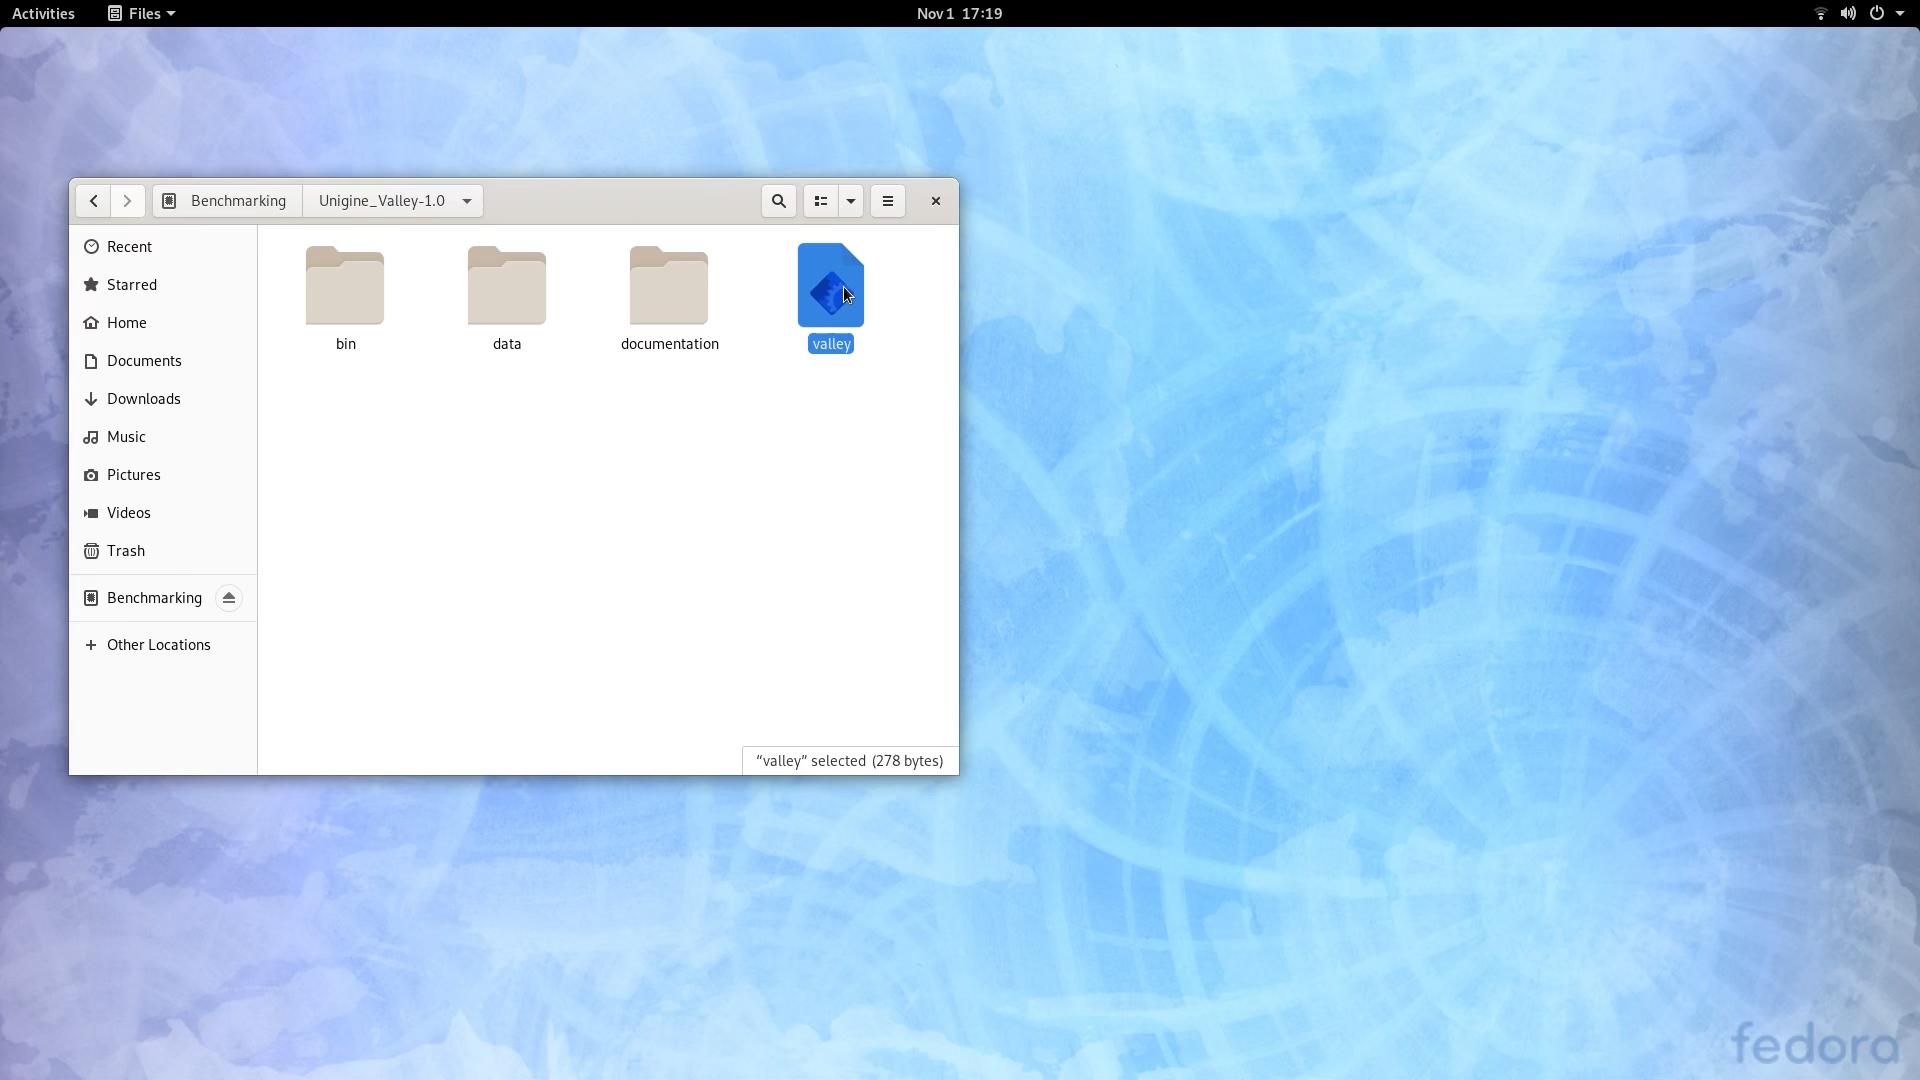 Activities Files Nov 1 17:19
Benchmarking Unigine_Valley-1.0
Recent
Starred
Home
Documents
Downloads
Music
Pictures
Videos
Trash
Benchmarking
Other Locations
bin data documentation valley
“valley” selected (278 bytes)
fedora